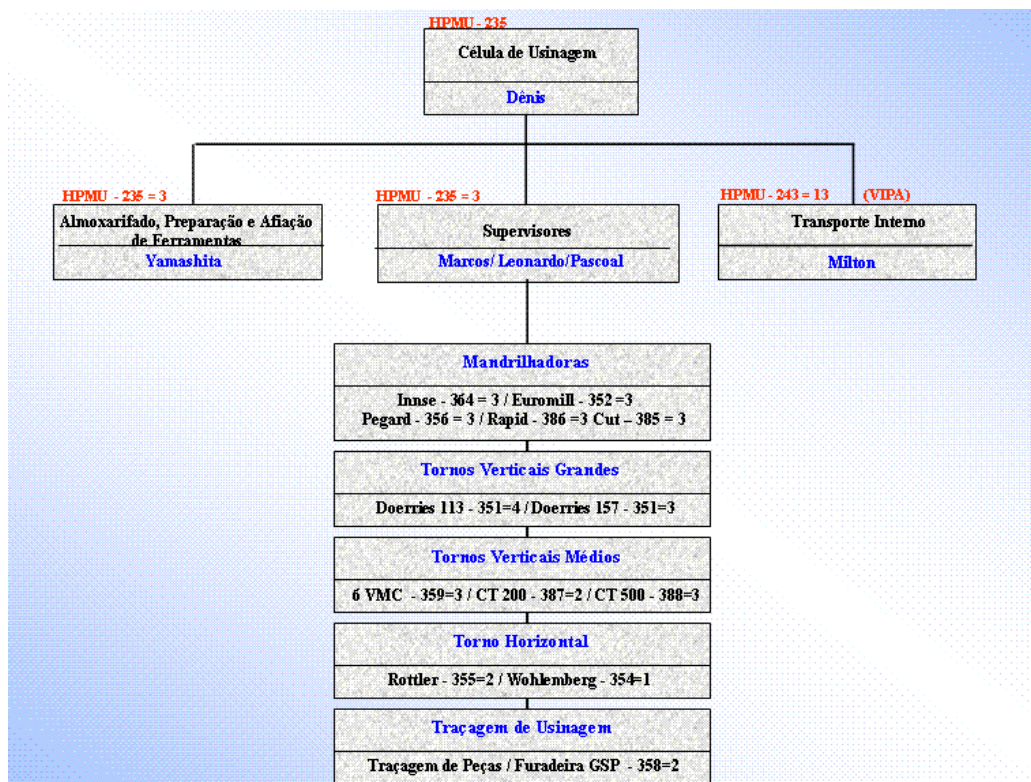 HPMU - 235
Célula de Usinagem
Dênis
HPMU - 235 = 3
Almoxarifado, Preparação e Afiação
de Ferramentas
Yamashita
HPMU - 235 = 3
Supervisores
Marcos/ Leonardo/Pascoal
HPMU - 243 = 13 (VIPA)
Transporte Interno
Milton
Mandrilhadoras
Innse - 364 = 3 / Euromill - 352 =3
Pegard - 356 = 3 / Rapid - 386 =3 Cut – 385 = 3
Tornos Verticais Grandes
Doerries 113 - 351=4 / Doerries 157 - 351=3
Tornos Verticais Médios
6 VMC - 359=3 / CT 200 - 387=2 / CT 500 - 388=3
Torno Horizontal
Rottler - 355=2 / Wohlemberg - 354=1
Traçagem de Usinagem
Traçagem de Peças / Furadeira GSP - 358=2